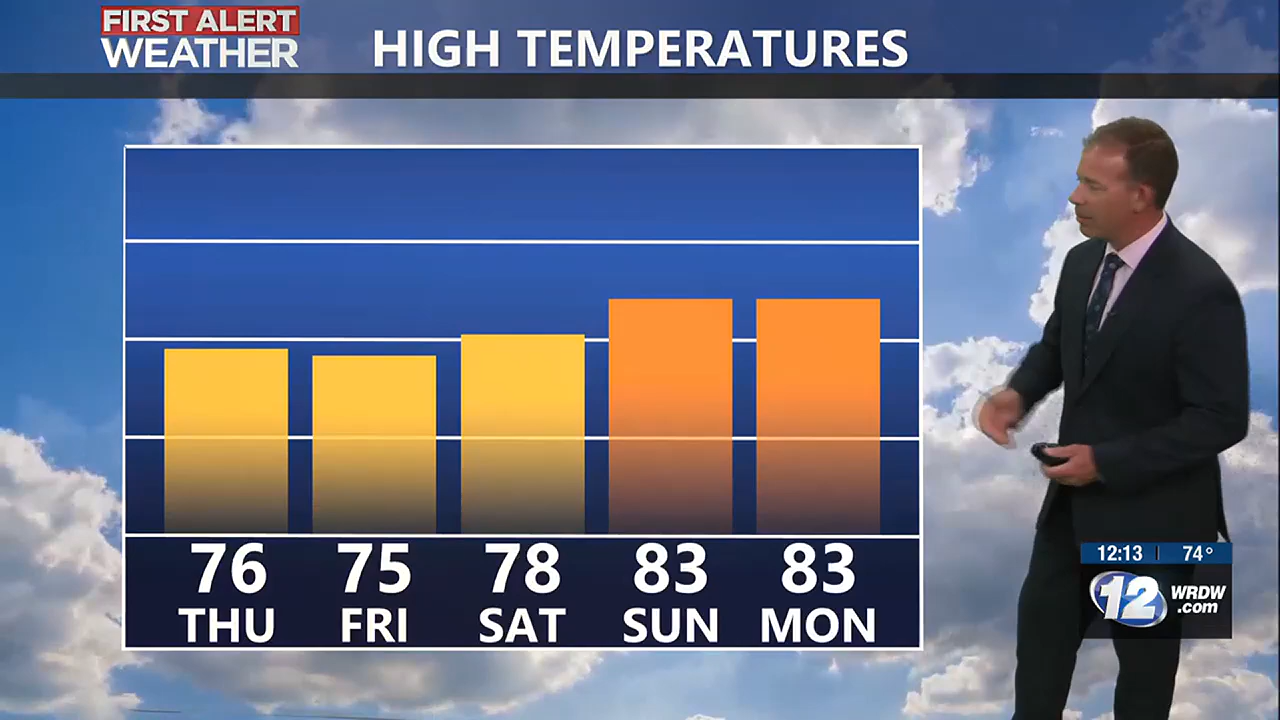 FIRST ALERT
WEATHER
HIGH TEMPERATURES
76 75 78 83 83
THU FRI SAT SUN MON
12:13 | 74°
12 WRDW
.com